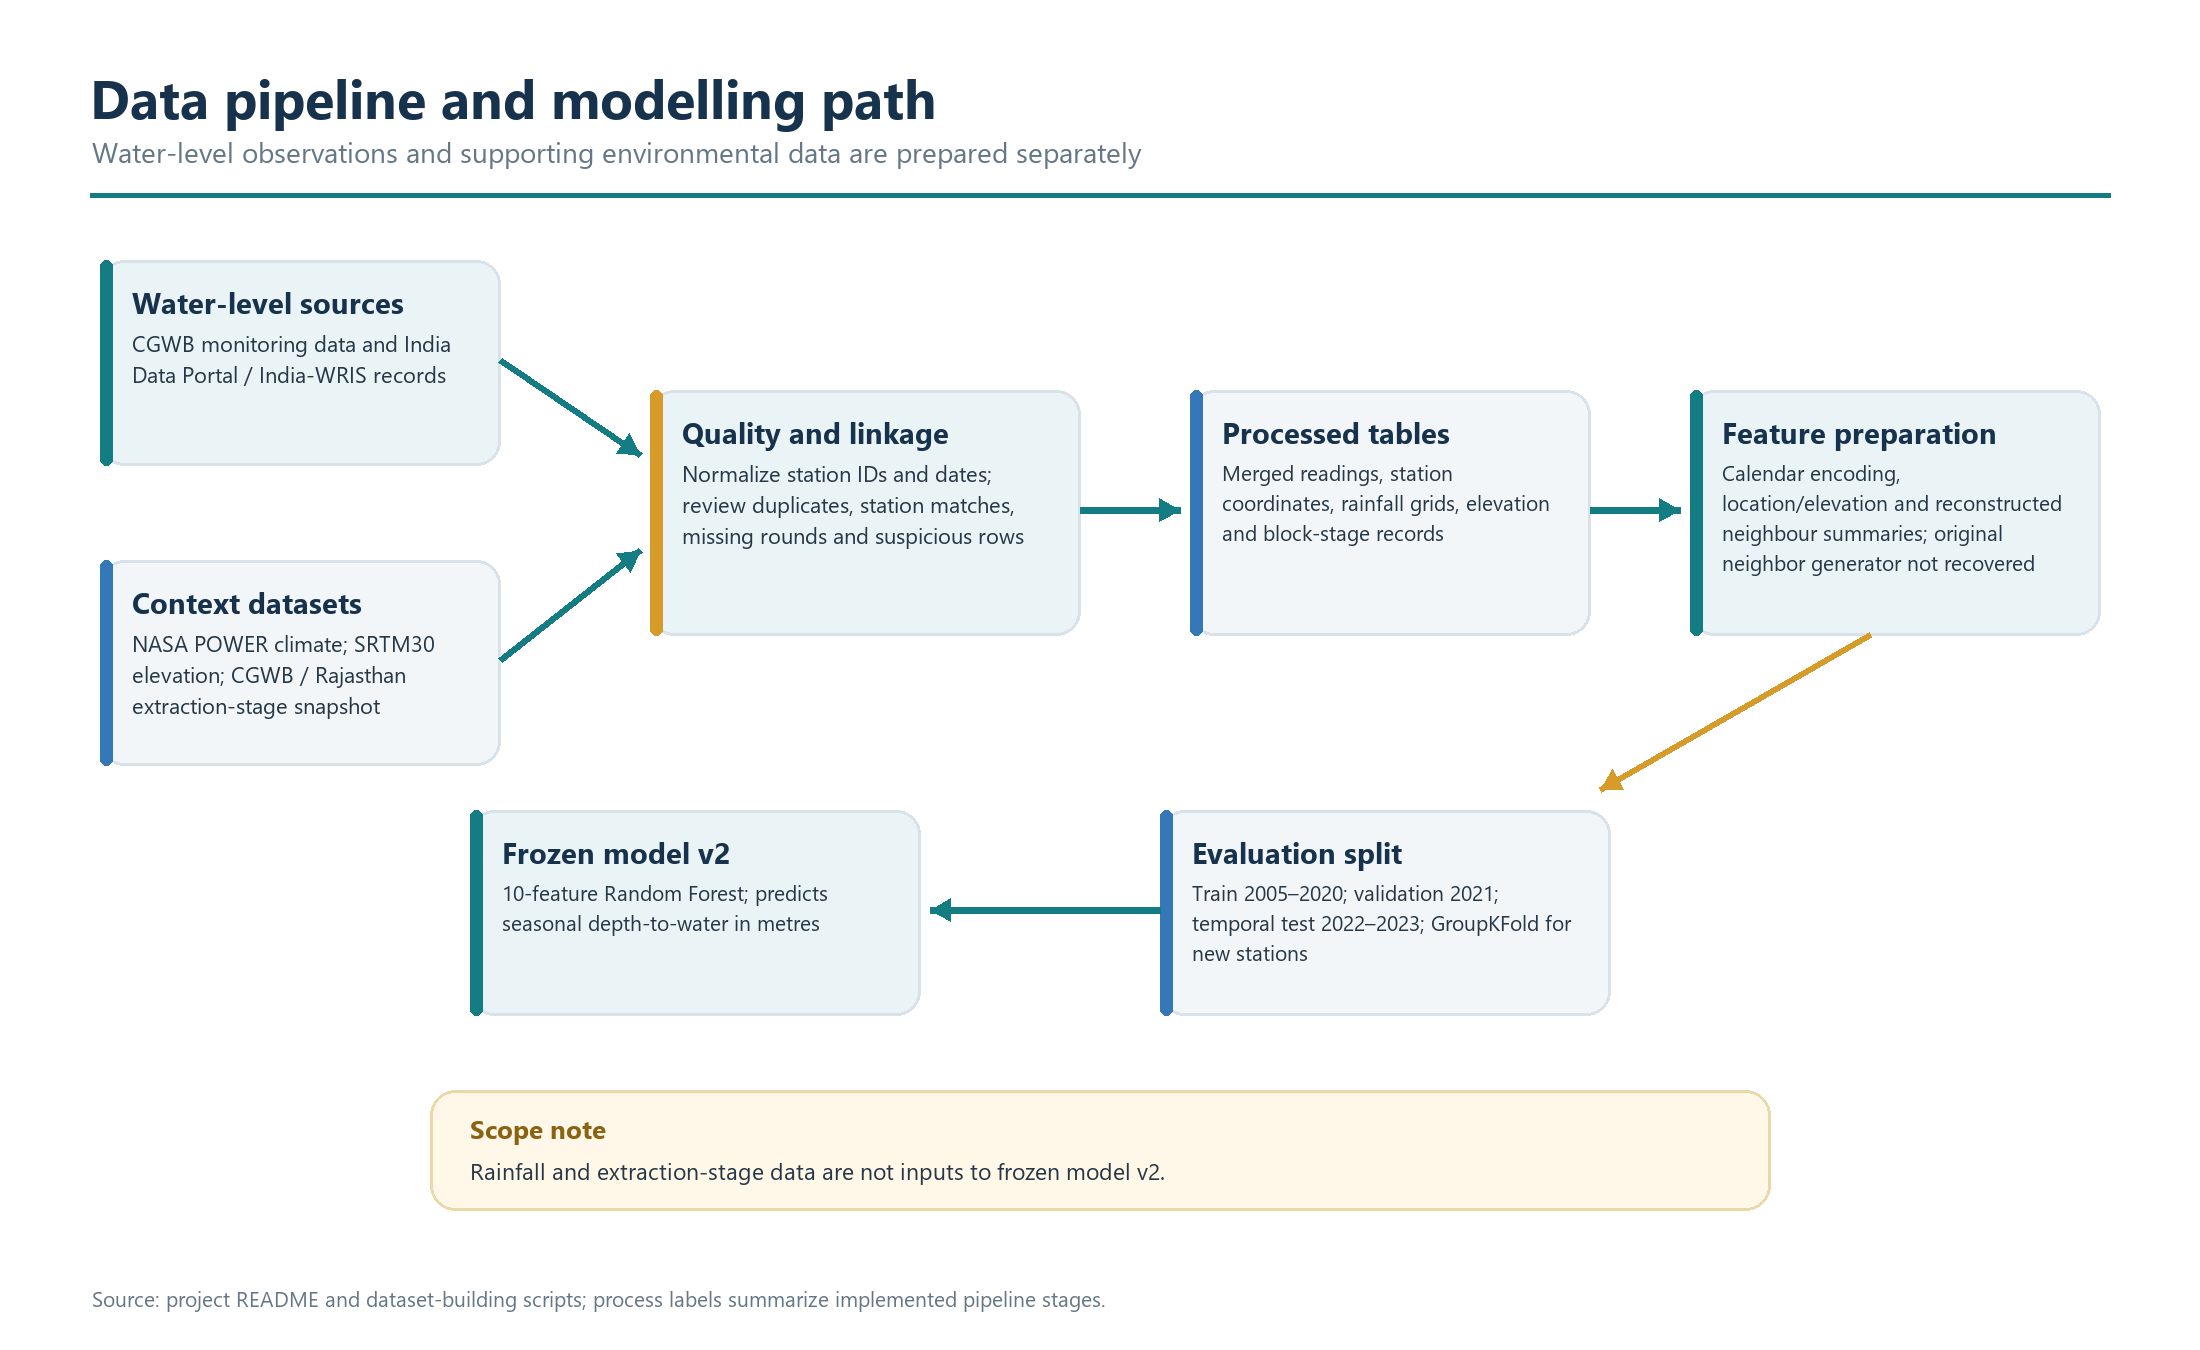 Data pipeline and modelling path
Water-level observations and supporting environmental data are prepared separately
Water-level sources
CGWB monitoring data and India
Data Portal / India-WRIS records
Context datasets
NASA POWER climate; SRTM30
elevation; CGWB / Rajasthan
extraction-stage snapshot
Quality and linkage
Normalize station IDs and dates;
review duplicates, station matches,
missing rounds and suspicious rows
Processed tables
Merged readings, station
coordinates, rainfall grids, elevation
and block-stage records
Feature preparation
Calendar encoding,
location/elevation and reconstructed
neighbour summaries; original
neighbor generator not recovered
Evaluation split
Train 2005–2020; validation 2021;
temporal test 2022–2023; GroupKFold for
new stations
Frozen model v2
10-feature Random Forest; predicts
seasonal depth-to-water in metres
Scope note
Rainfall and extraction-stage data are not inputs to frozen model v2.
Source: project README and dataset-building scripts; process labels summarize implemented pipeline stages.